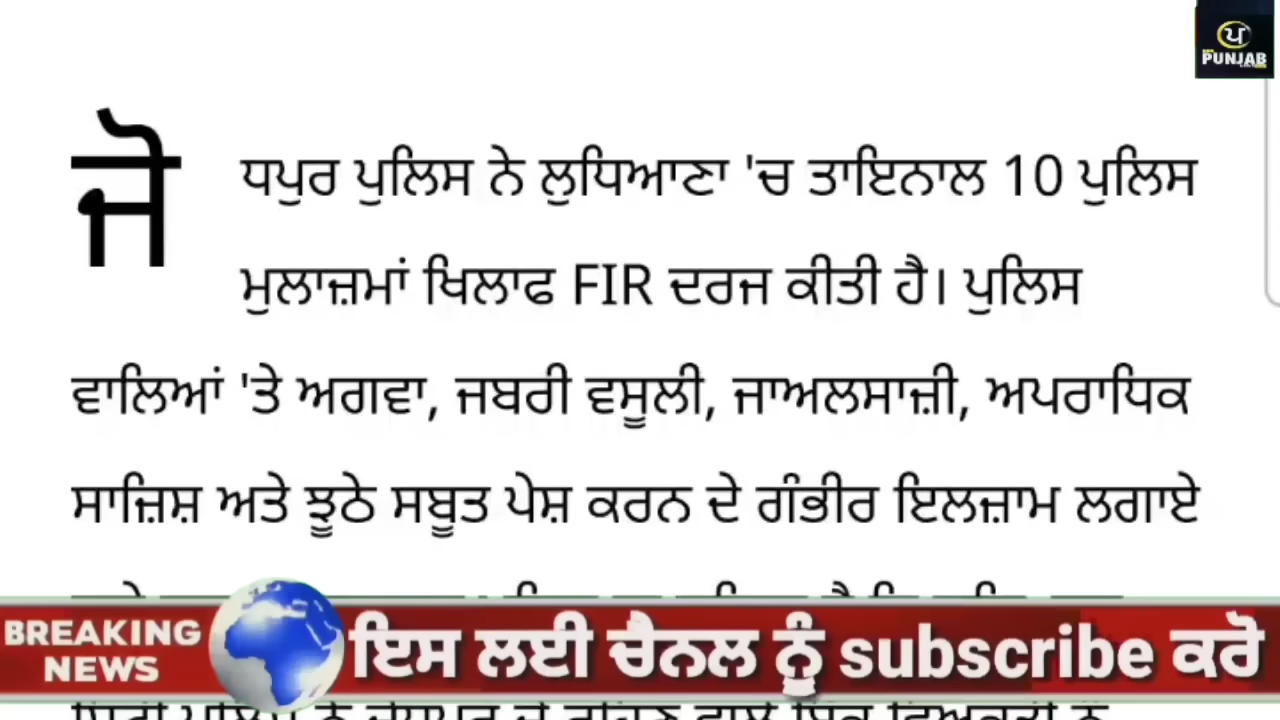 ਪ
PUNJAB
ਜੋ
ਧਪੁਰ ਪੁਲਿਸ ਨੇ ਲੁਧਿਆਣਾ 'ਚ ਤਾਇਨਾਲ 10 ਪੁਲਿਸ
ਮੁਲਾਜ਼ਮਾਂ ਖਿਲਾਫ FIR ਦਰਜ ਕੀਤੀ ਹੈ। ਪੁਲਿਸ
ਵਾਲਿਆਂ 'ਤੇ ਅਗਵਾ, ਜਬਰੀ ਵਸੂਲੀ, ਜਾਅਲਸਾਜ਼ੀ, ਅਪਰਾਧਿਕ
ਸਾਜ਼ਿਸ਼ ਅਤੇ ਝੂਠੇ ਸਬੂਤ ਪੇਸ਼ ਕਰਨ ਦੇ ਗੰਭੀਰ ਇਲਜ਼ਾਮ ਲਗਾਏ
BREAKING
NEWS
ਇਸ ਲਈ ਚੈਨਲ ਨੂੰ subscribe ਕਰੋ